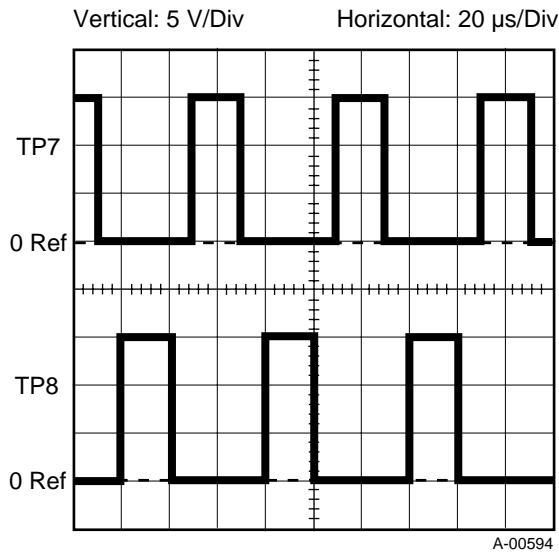 Vertical: 5 V/Div Horizontal: 20 µs/Div
TP7
0 Ref
TP8
0 Ref
A-00594